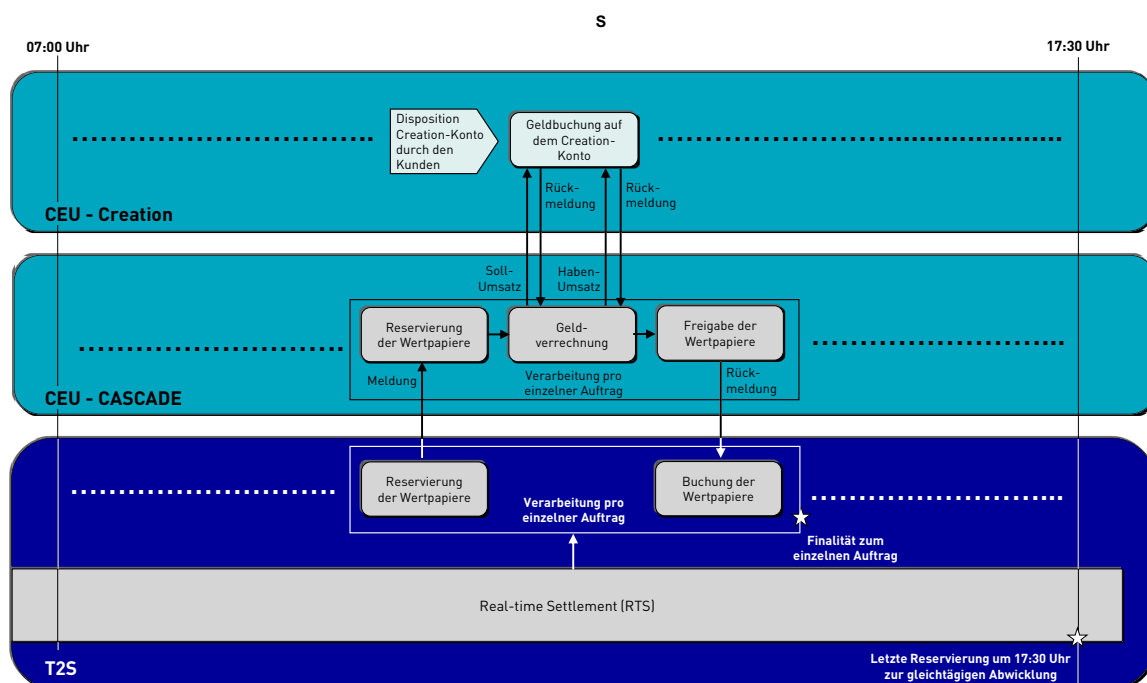 S
07:00 Uhr
17:30 Uhr
Disposition
Creation-Konto
durch den
Kunden
Geldbuchung auf
dem Creation-
Konto
Rück-
meldung
Rück-
meldung
CEU - Creation
Soll-
Umsatz
Haben-
Umsatz
Reservierung
der Wertpapiere
Geld-
verrechnung
Freigabe der
Wertpapiere
Meldung
Verarbeitung pro
einzelner Auftrag
Rück-
meldung
CEU - CASCADE
Reservierung
der Wertpapiere
Buchung der
Wertpapiere
Verarbeitung pro
einzelner Auftrag
Finalität zum
einzelnen Auftrag
Real-time Settlement (RTS)
T2S
Letzte Reservierung um 17:30 Uhr
zur gleichtägigen Abwicklung